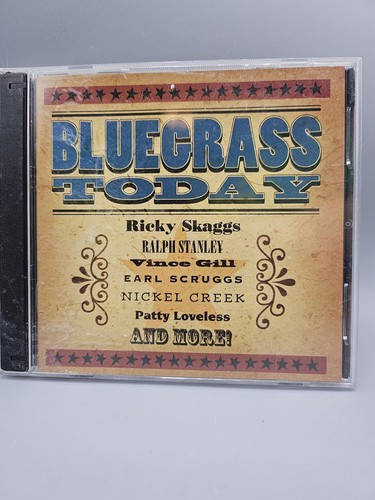 BLUEGRASS
TODAY
Ricky Skaggs
RALPH STANLEY
Vince Gill
EARL SCRUGGS
NICKEL CREEK
Patty Loveless
AND MORE!